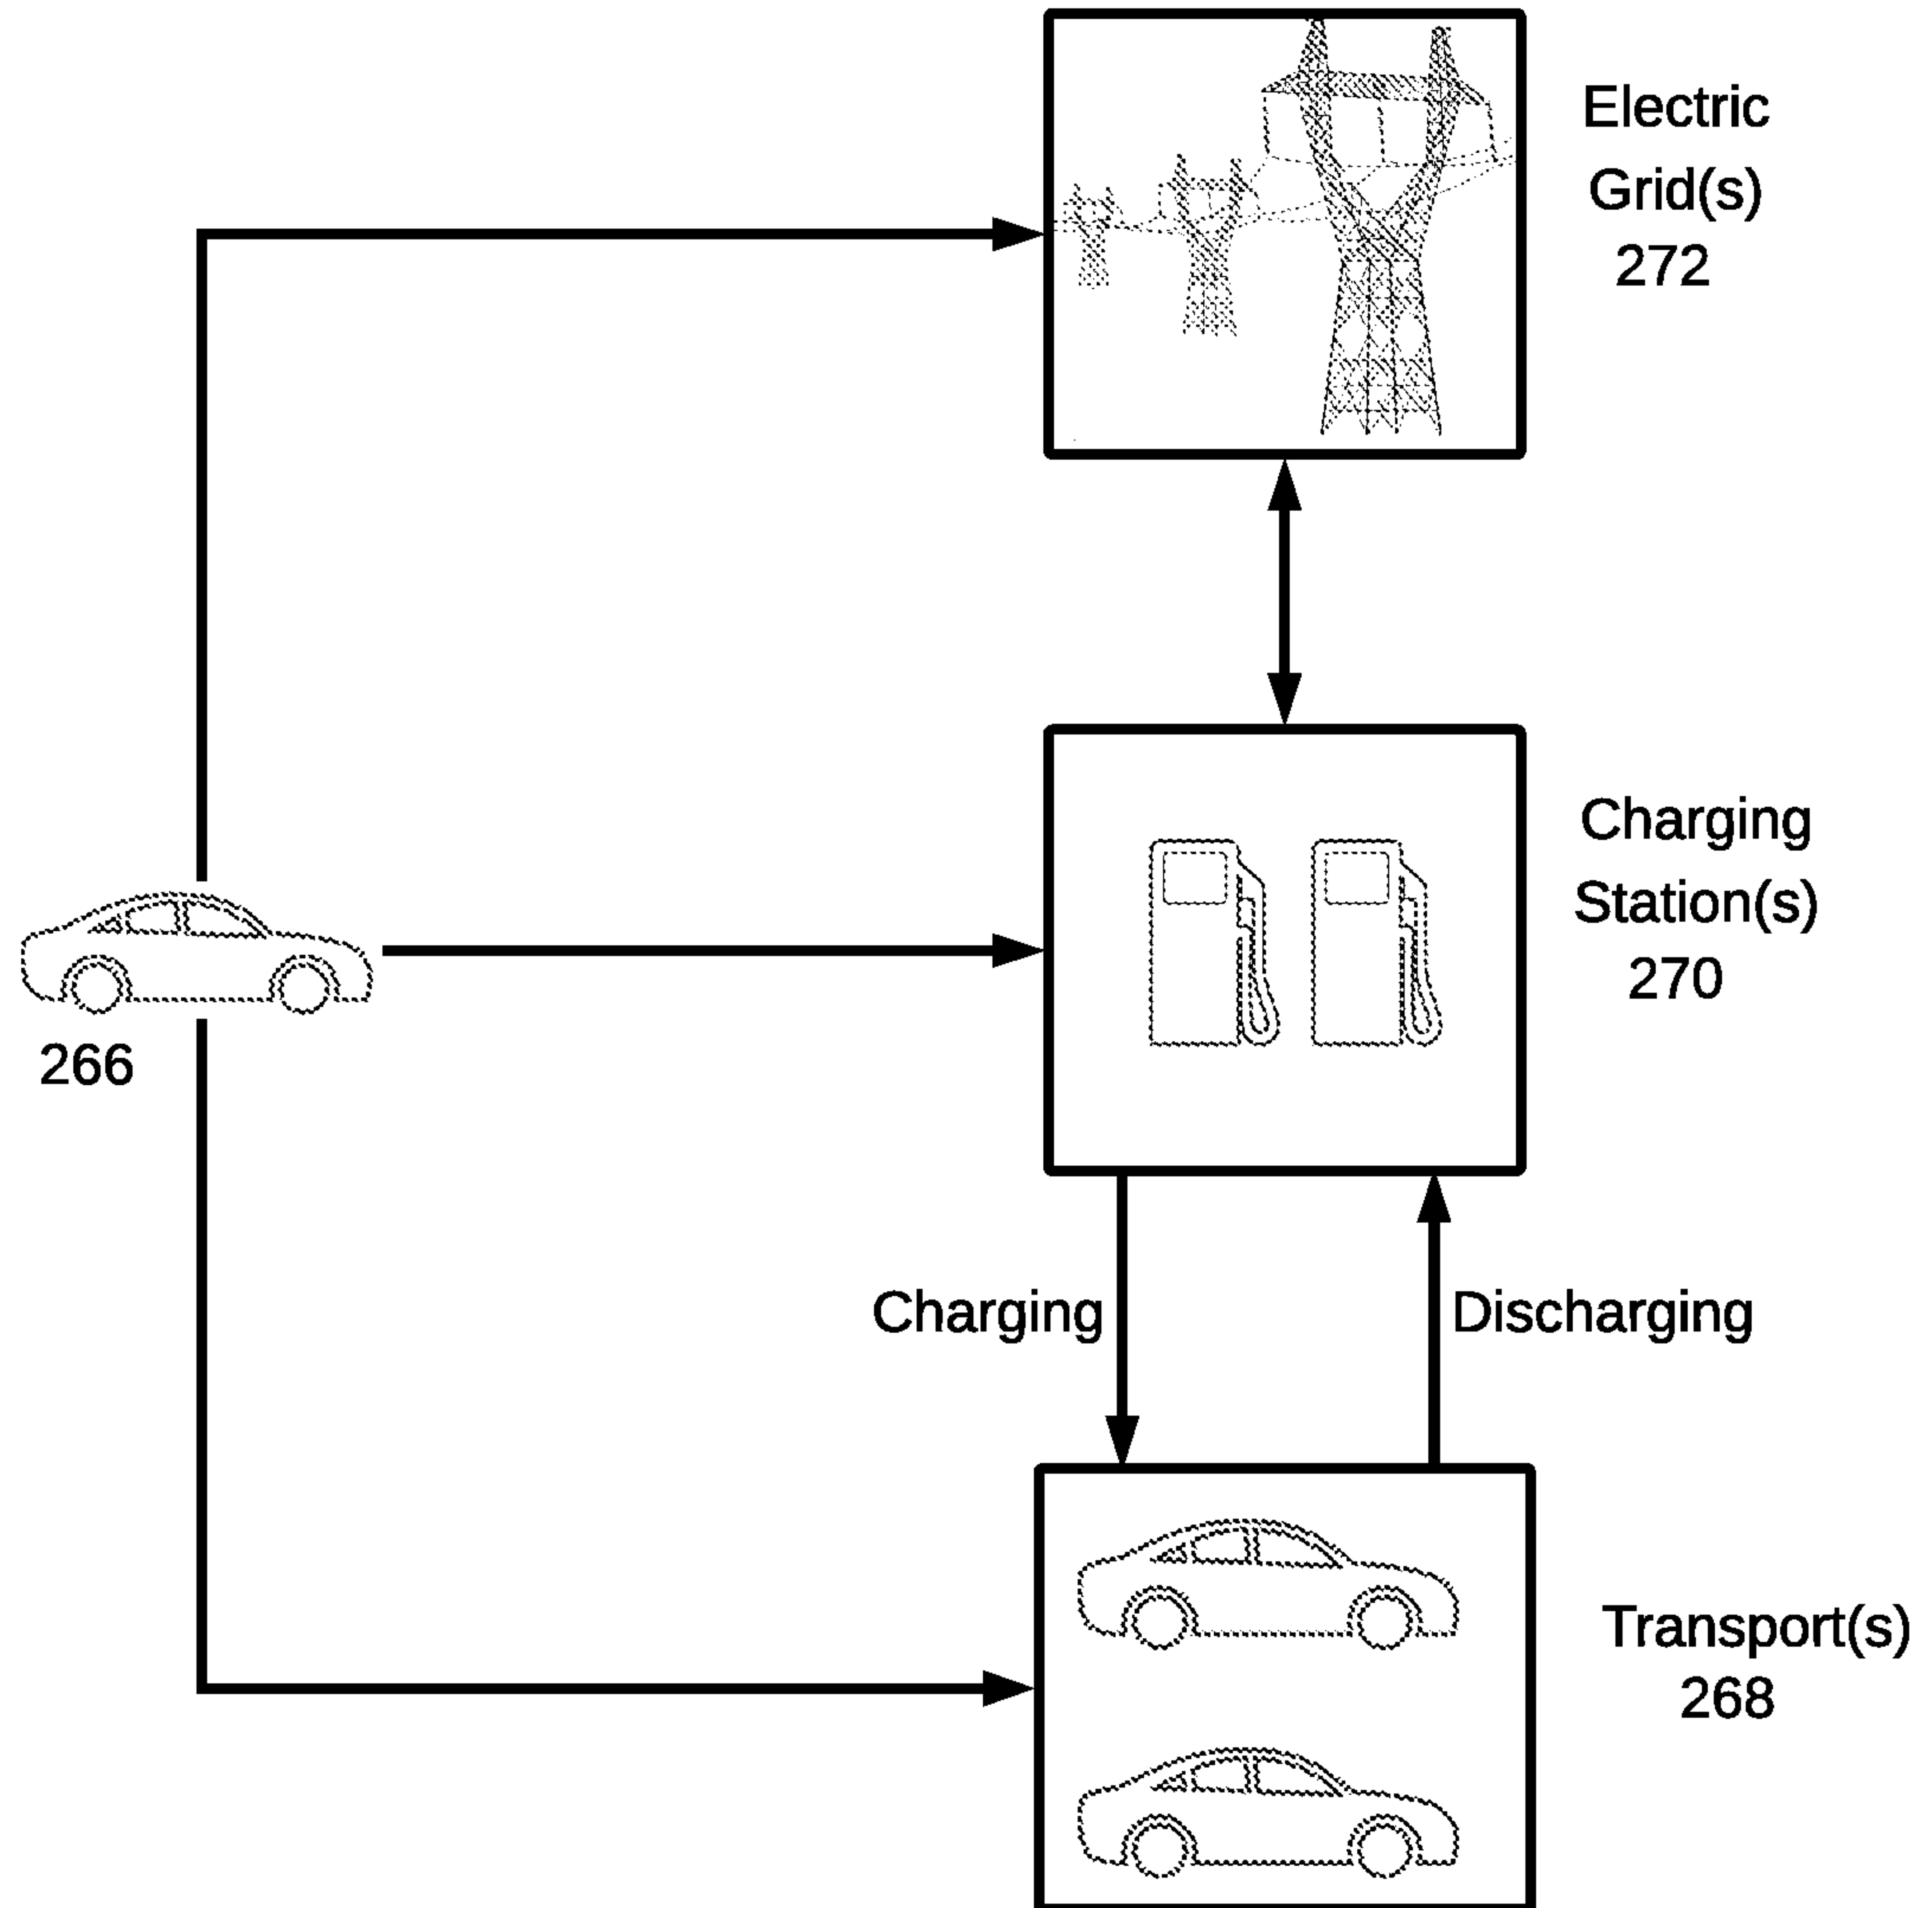 Electric
Grid(s)
272
Charging
Station(s)
270
266
Charging
Discharging
Transport(s)
268